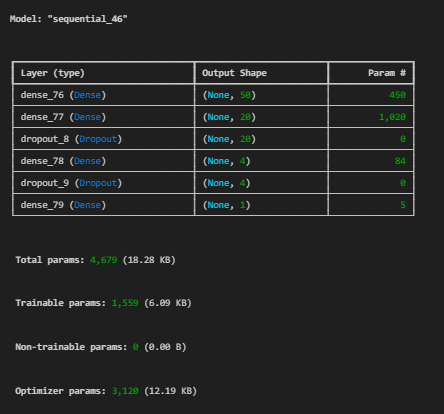 Model: "sequential_46"
Layer (type) Output Shape Param #
dense_76 (Dense) (None, 50) 450
dense_77 (Dense) (None, 20) 1,020
dropout_8 (Dropout) (None, 20) 0
dense_78 (Dense) (None, 4) 84
dropout_9 (Dropout) (None, 4) 0
dense_79 (Dense) (None, 1) 5
Total params: 4,679 (18.28 KB)
Trainable params: 1,559 (6.09 KB)
Non-trainable params: 0 (0.00 B)
Optimizer params: 3,120 (12.19 KB)